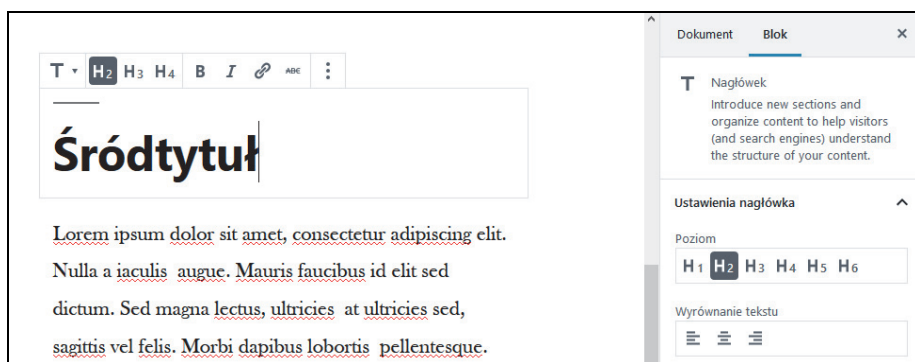 Dokument Blok ×
T H2 H3 H4 B I ABC
Śródtytuł
Lorem ipsum dolor sit amet, consectetur adipiscing elit.
Nulla a iaculis augue. Mauris faucibus id elit sed
dictum. Sed magna lectus, ultricies at ultricies sed,
sagittis vel felis. Morbi dapibus lobortis pellentesque.
T Nagłówek
Introduce new sections and
organize content to help visitors
(and search engines) understand
the structure of your content.
Ustawienia nagłówka
Poziom
H1 H2 H3 H4 H5 H6
Wyrównanie tekstu